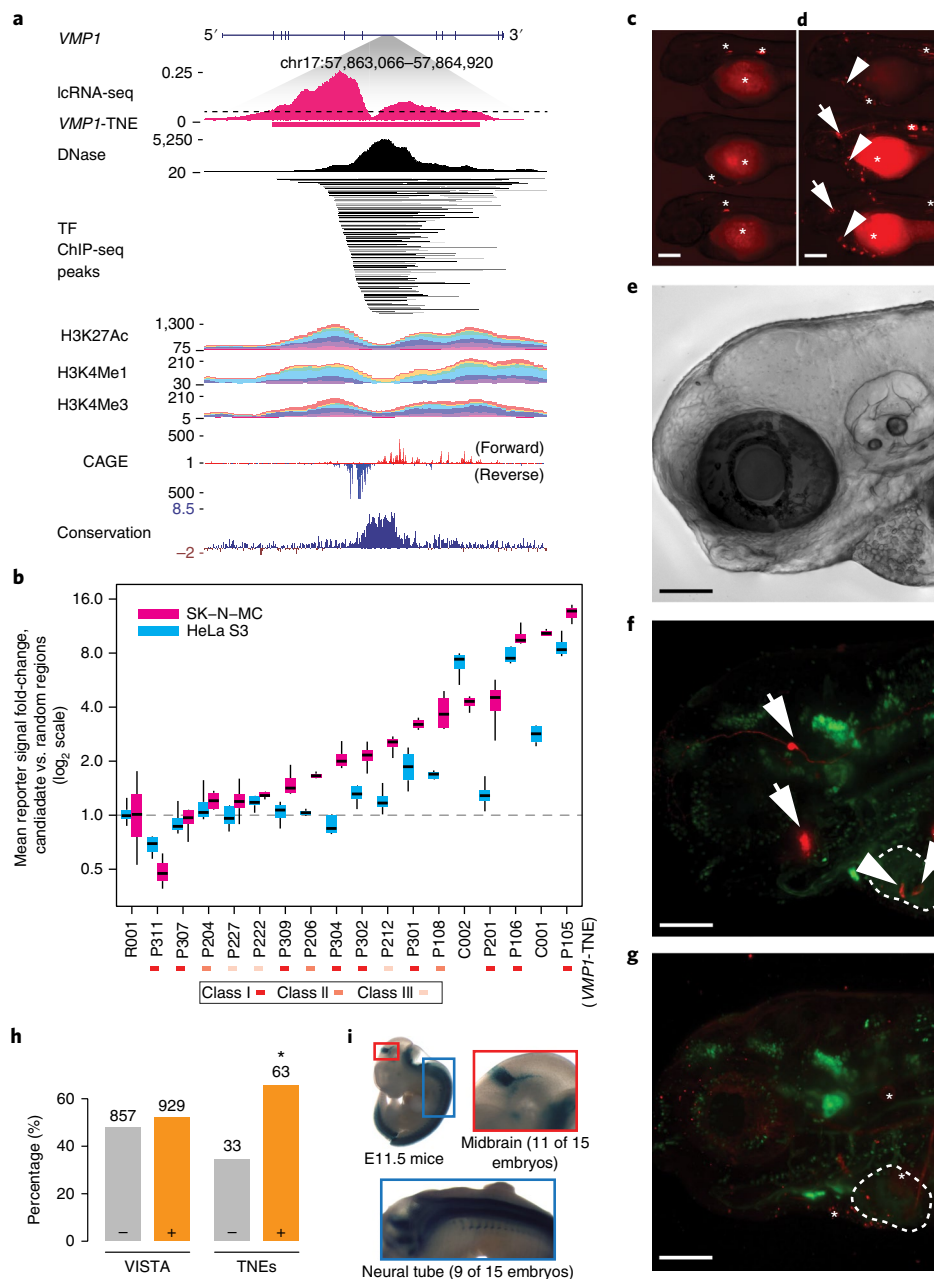 a
VMP1
5′
3′
chr17:57,863,066–57,864,920
0.25
lcRNA-seq
0
VMP1-TNE
5,250
DNase
20
TF
ChIP-seq
peaks
1,300
H3K27Ac
75
210
H3K4Me1
30
210
H3K4Me3
5
500
(Forward)
CAGE
1
(Reverse)
500
8.5
Conservation
−2
b
16.0
8.0
4.0
2.0
1.0
0.5
Mean reporter signal fold-change,
candiadate vs. random regions
(log2 scale)
SK−N−MC
HeLa S3
R001
P311
P307
P204
P227
P222
P309
P206
P304
P302
P212
P301
P108
C002
P201
P106
C001
P105
(VMP1-TNE)
Class I
Class II
Class III
c
d
* * *
e
f
g
h
Percentage (%)
60
40
20
0
857
929
33
*
63
−
+
−
+
VISTA
TNEs
i
E11.5 mice
Midbrain (11 of 15
embryos)
Neural tube (9 of 15 embryos)